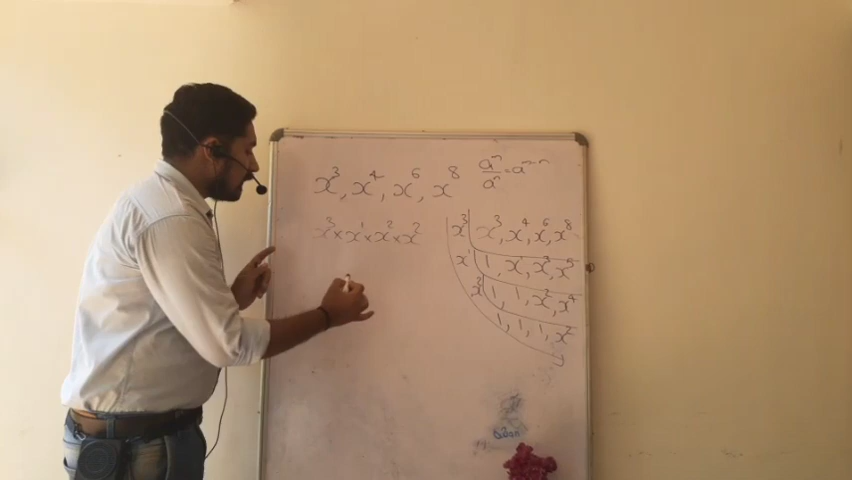 x³, x⁴, x⁶, x⁸
aᵐ/aⁿ = aᵐ⁻ⁿ
x³ × x¹ × x² × x²
x³ x³, x⁴, x⁶, x⁸
x¹ 1, x, x³, x⁵
x² 1, 1, x², x⁴
1, 1, 1, x²